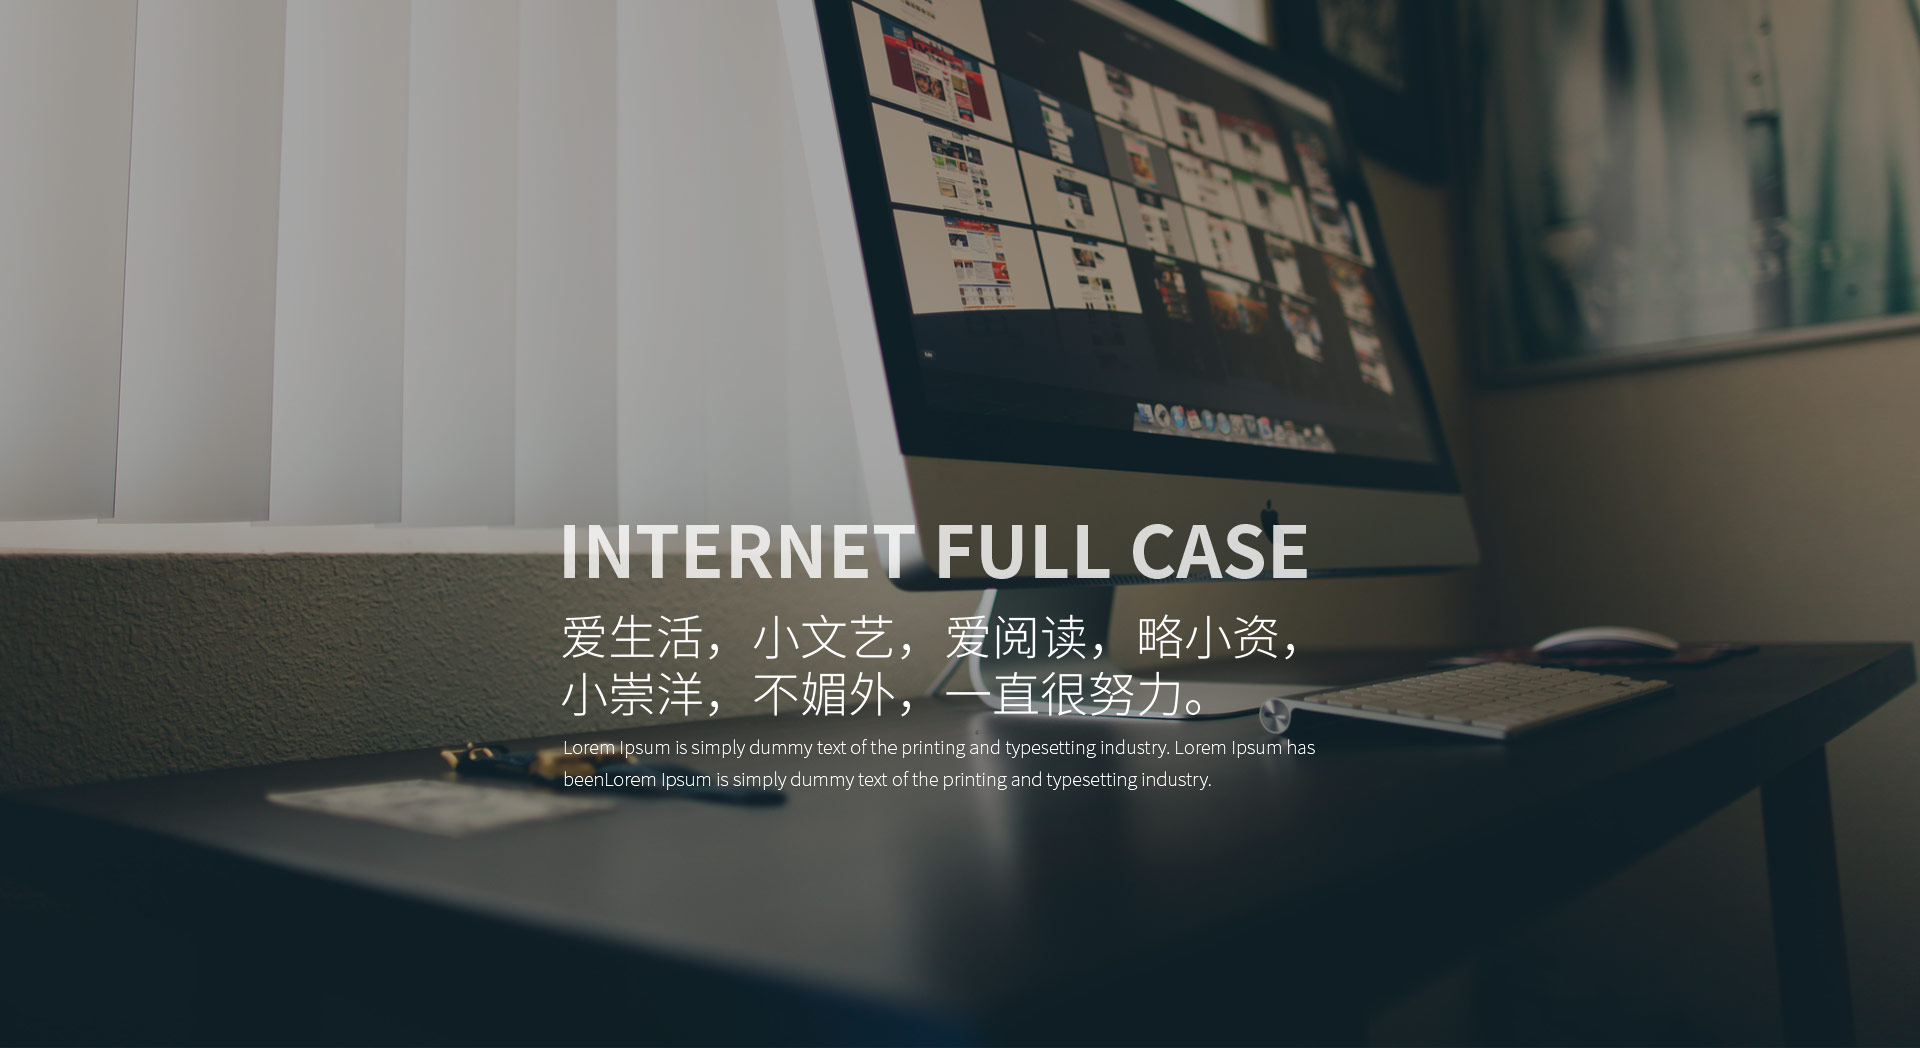 INTERNET FULL CASE
爱生活，小文艺，爱阅读，略小资，
小崇洋，不媚外，一直很努力。
Lorem Ipsum is simply dummy text of the printing and typesetting industry. Lorem Ipsum has
beenLorem Ipsum is simply dummy text of the printing and typesetting industry.